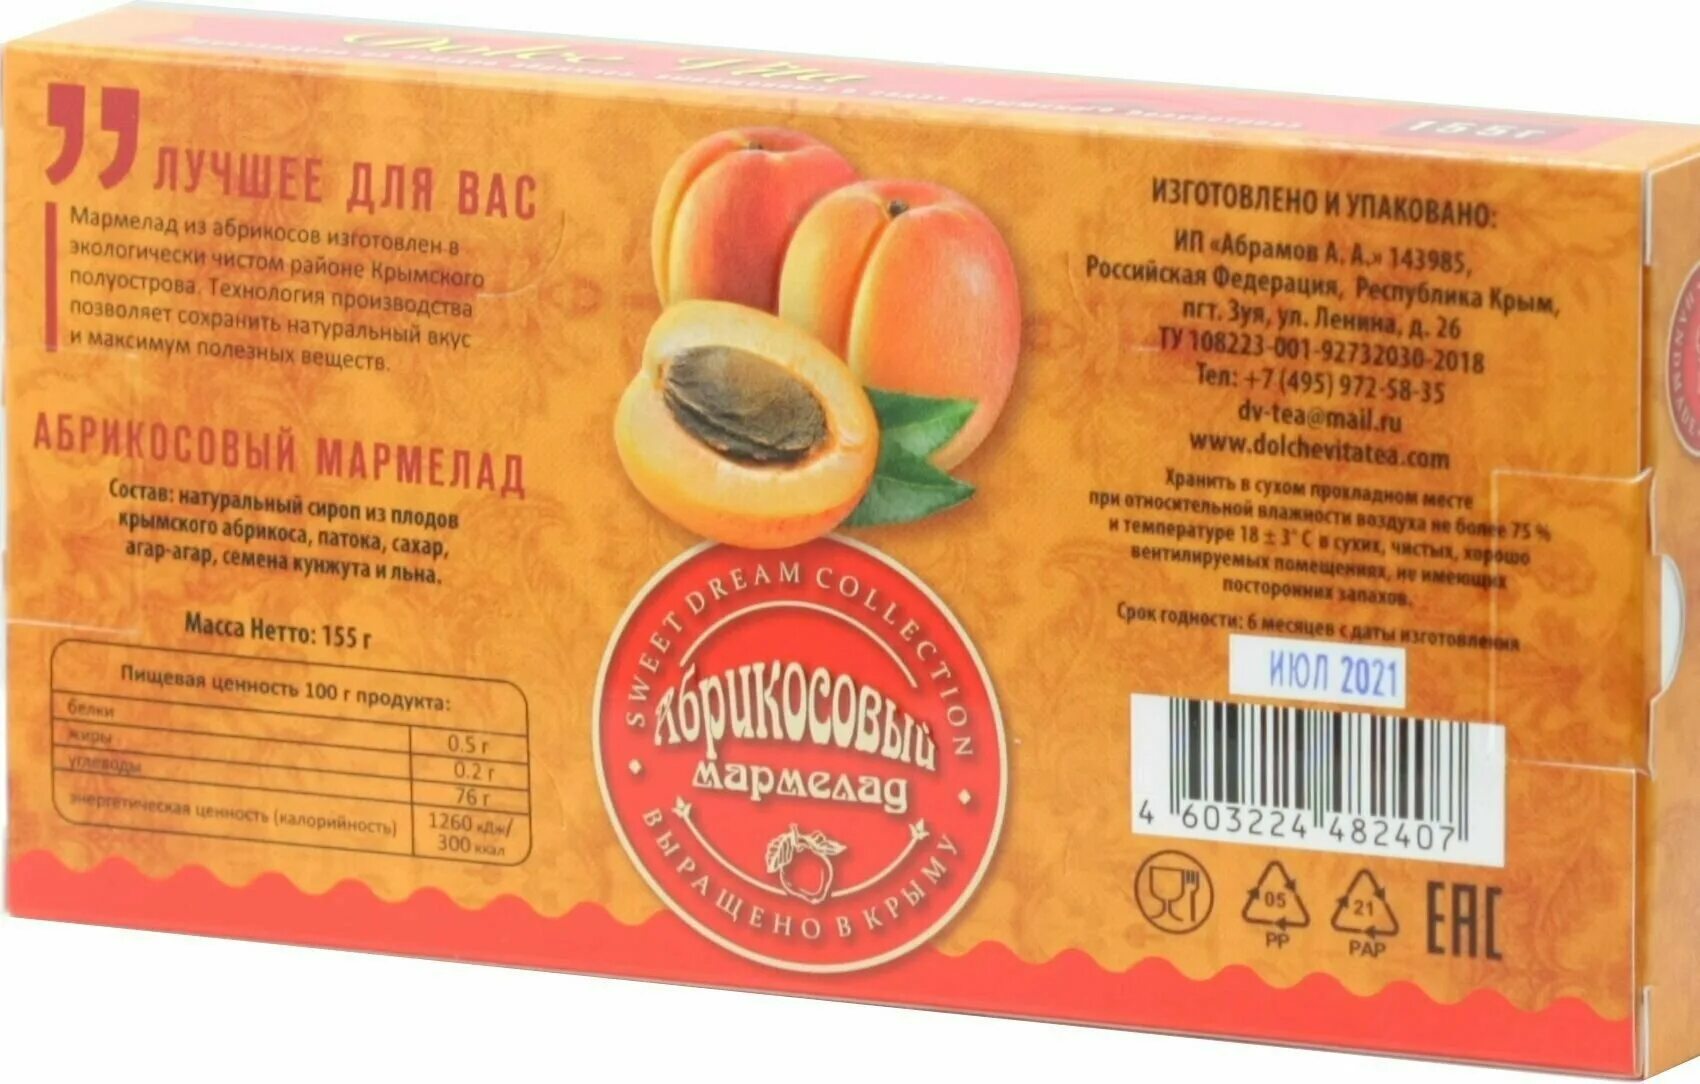 155г
ЛУЧШЕЕ ДЛЯ ВАС
Мармелад из абрикосов изготовлен в
экологически чистом районе Крымского
полуострова. Технология производства
позволяет сохранить натуральный вкус
и максимум полезных веществ.
АБРИКОСОВЫЙ МАРМЕЛАД
Состав: натуральный сироп из плодов
крымского абрикоса, патока, сахар,
агар-агар, семена кунжута и льна.
Масса Нетто: 155 г
Пищевая ценность 100 г продукта:
белки 0.5 г
жиры 0.2 г
углеводы 76 г
энергетическая ценность (калорийность) 1260 кДж/
300 ккал
SWEET DREAM COLLECTION
Абрикосовый
мармелад
ВЫРАЩЕНО В КРЫМУ
ИЗГОТОВЛЕНО И УПАКОВАНО:
ИП «Абрамов А. А.» 143985,
Российская Федерация, Республика Крым,
пгт. Зуя, ул. Ленина, д. 26
ТУ 108223-001-92732030-2018
Тел: +7 (495) 972-58-35
dv-tea@mail.ru
www.dolchevitatea.com
Хранить в сухом прокладном месте
при относительной влажности воздуха не более 75 %
и температуре 18 ± 3° С в сухих, чистых, хорошо
вентилируемых помещениях, не имеющих
посторонних запахов.
Срок годности: 6 месяцев с даты изготовления
ИЮЛ 2021
4 603224 482407
05 21
PP PAP
EAC